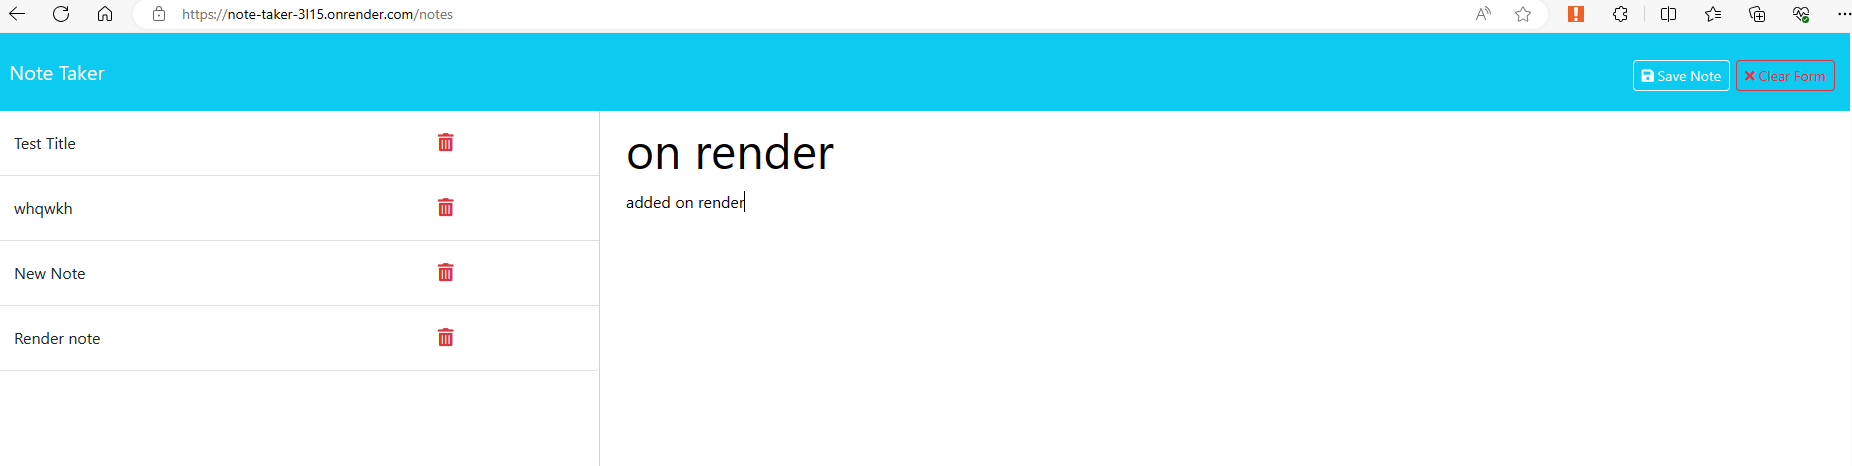 https://note-taker-3l15.onrender.com/notes
Note Taker
Save Note
Clear Form
Test Title
whqwkh
New Note
Render note
on render
added on render